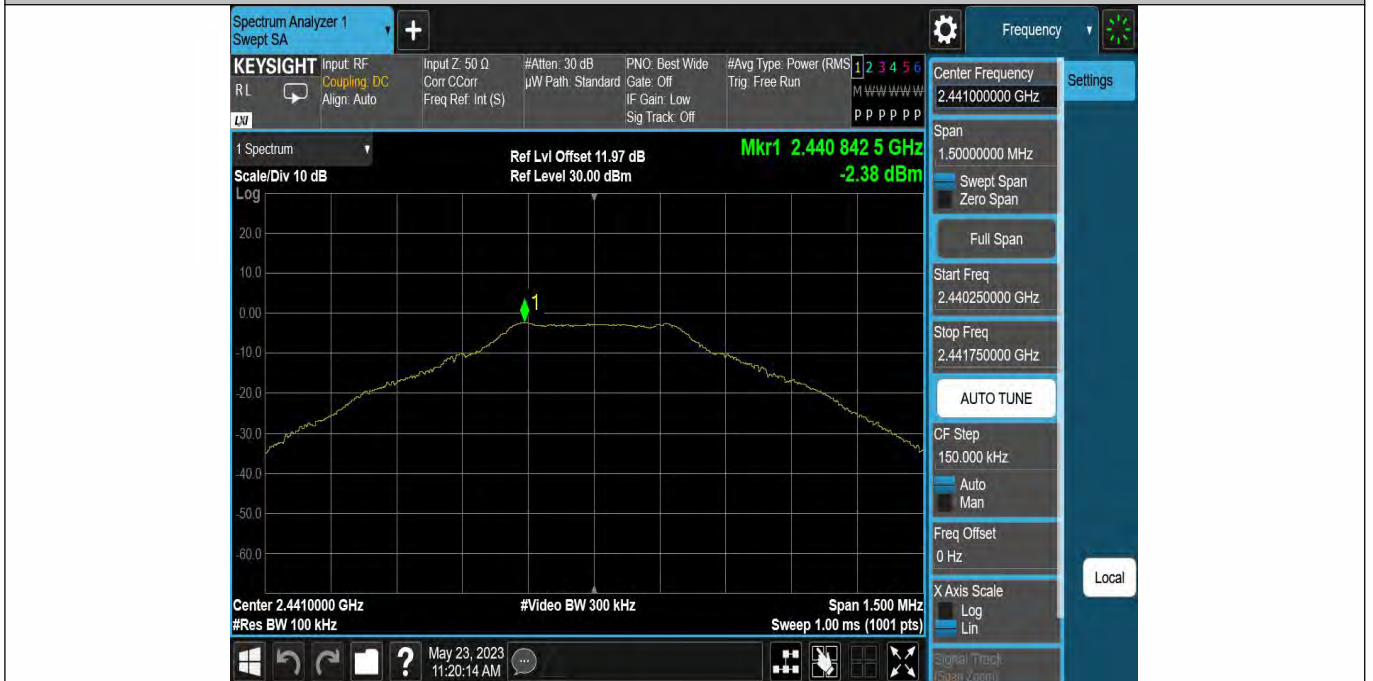 Spectrum Analyzer 1
Swept SA
+
Frequency
KEYSIGHT
RL
LXI
Input: RF
Coupling: DC
Align: Auto
Input Z: 50 Ω
Corr CCorr
Freq Ref: Int (S)
#Atten: 30 dB
µW Path: Standard
PNO: Best Wide
Gate: Off
IF Gain: Low
Sig Track: Off
#Avg Type: Power (RMS
Trig: Free Run
1 2 3 4 5 6
M W W W W W
P P P P P P
Center Frequency
2.441000000 GHz
Settings
Span
1.50000000 MHz
Swept Span
Zero Span
Full Span
Start Freq
2.440250000 GHz
Stop Freq
2.441750000 GHz
AUTO TUNE
CF Step
150.000 kHz
Auto
Man
Freq Offset
0 Hz
X Axis Scale
Log
Lin
Signal Track
(Span Zoom)
Local
1 Spectrum
Scale/Div 10 dB
Log
Ref Lvl Offset 11.97 dB
Ref Level 30.00 dBm
Mkr1 2.440 842 5 GHz
-2.38 dBm
20.0
10.0
0.00
-10.0
-20.0
-30.0
-40.0
-50.0
-60.0
1
Center 2.4410000 GHz
#Res BW 100 kHz
#Video BW 300 kHz
Span 1.500 MHz
Sweep 1.00 ms (1001 pts)
?
May 23, 2023
11:20:14 AM